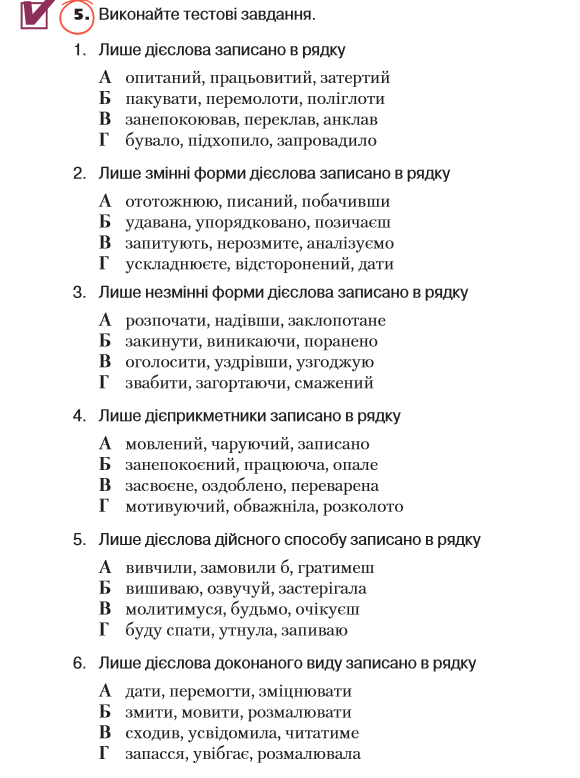 5. Виконайте тестові завдання.
1. Лише дієслова записано в рядку
А опитаний, працьовитий, затертий
Б пакувати, перемолоти, поліглоти
В занепокоював, переклав, анклав
Г бувало, підхопило, запровадило
2. Лише змінні форми дієслова записано в рядку
А ототожнюю, писаний, побачивши
Б удавана, упорядковано, позичаєш
В запитують, нерозмите, аналізуємо
Г ускладнюєте, відсторонений, дати
3. Лише незмінні форми дієслова записано в рядку
А розпочати, надівши, заклопотане
Б закинути, виникаючи, поранено
В оголосити, уздрівши, узгоджую
Г звабити, загортаючи, смажений
4. Лише дієприкметники записано в рядку
А мовлений, чаруючий, записано
Б занепокоєний, працююча, опале
В засвоєне, оздоблено, переварена
Г мотивуючий, обважніла, розколото
5. Лише дієслова дійсного способу записано в рядку
А вивчили, замовили б, гратимеш
Б вишиваю, озвучуй, застерігала
В молитимуся, будьмо, очікуєш
Г буду спати, утнула, запиваю
6. Лише дієслова доконаного виду записано в рядку
А дати, перемогти, зміцнювати
Б змити, мовити, розмалювати
В сходив, усвідомила, читатиме
Г запасся, увібгає, розмалювала